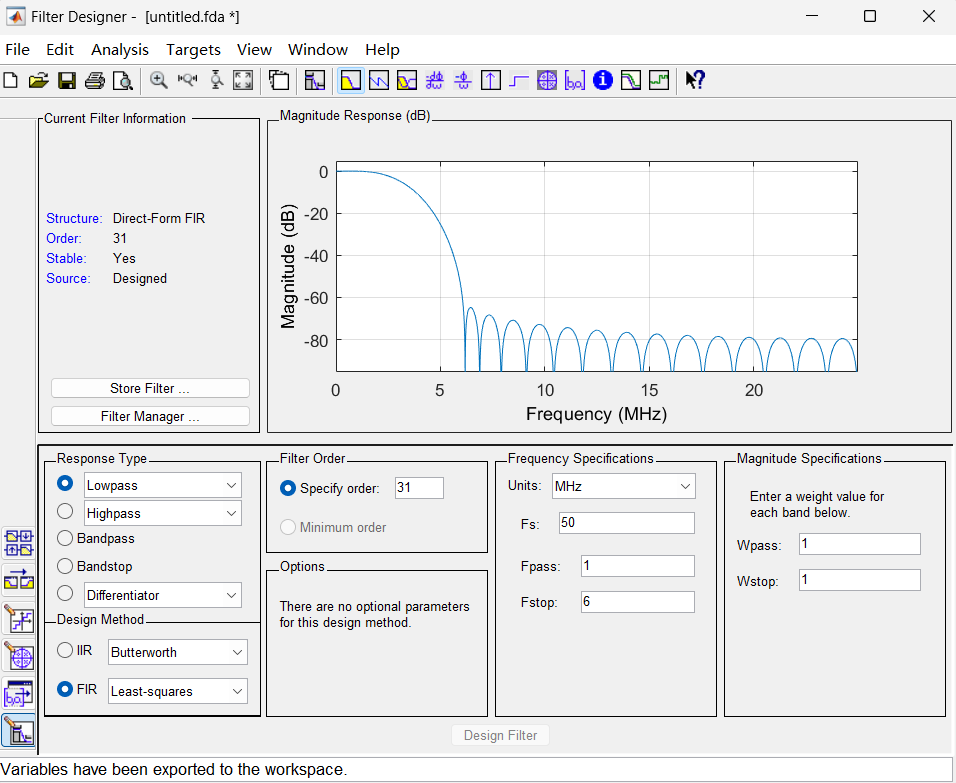 Filter Designer - [untitled.fda *]
File Edit Analysis Targets View Window Help
Current Filter Information
Structure: Direct-Form FIR
Order: 31
Stable: Yes
Source: Designed
Store Filter ...
Filter Manager ...
Magnitude Response (dB)
Magnitude (dB)
0
-20
-40
-60
-80
0 5 10 15 20
Frequency (MHz)
Response Type
Lowpass
Highpass
Bandpass
Bandstop
Differentiator
Design Method
IIR Butterworth
FIR Least-squares
Filter Order
Specify order: 31
Minimum order
Options
There are no optional parameters
for this design method.
Frequency Specifications
Units: MHz
Fs: 50
Fpass: 1
Fstop: 6
Magnitude Specifications
Enter a weight value for
each band below.
Wpass: 1
Wstop: 1
Design Filter
Variables have been exported to the workspace.